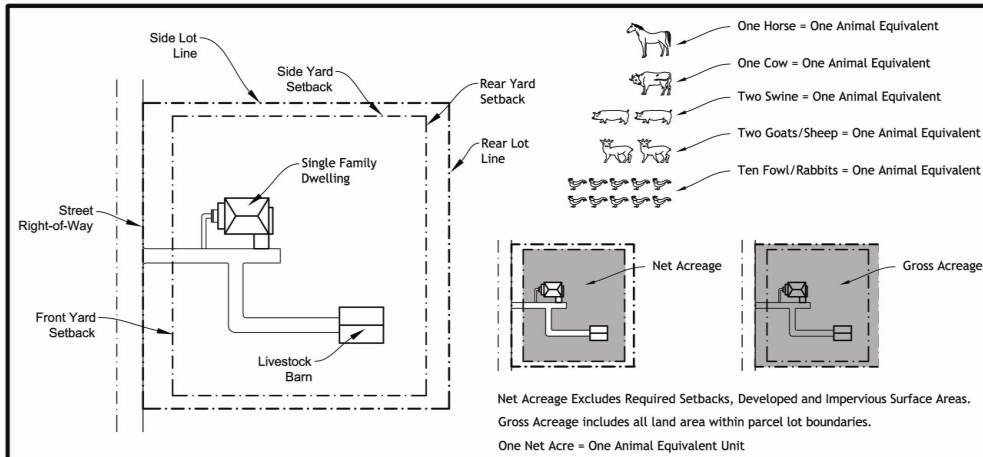 Side Lot
Line
Side Yard
Setback
Rear Yard
Setback
Rear Lot
Line
Single Family
Dwelling
Street
Right-of-Way
Front Yard
Setback
Livestock
Barn
One Horse = One Animal Equivalent
One Cow = One Animal Equivalent
Two Swine = One Animal Equivalent
Two Goats/Sheep = One Animal Equivalent
Ten Fowl/Rabbits = One Animal Equivalent
Net Acreage
Gross Acreage
Net Acreage Excludes Required Setbacks, Developed and Impervious Surface Areas.
Gross Acreage includes all land area within parcel lot boundaries.
One Net Acre = One Animal Equivalent Unit